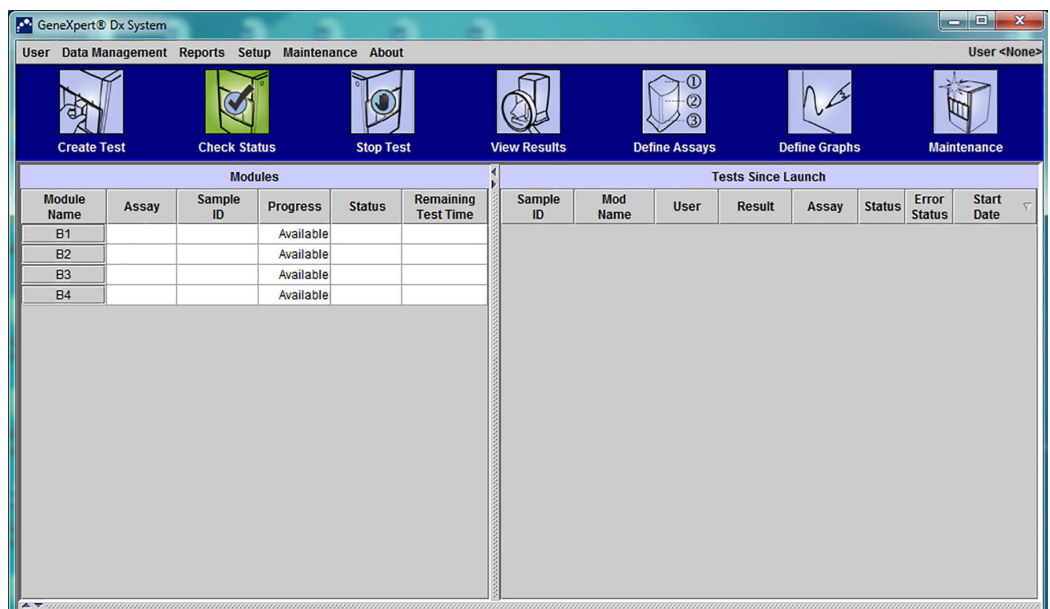 GeneXpert® Dx System
User Data Management Reports Setup Maintenance About User <None>
① ② ③
Create Test Check Status Stop Test View Results Define Assays Define Graphs Maintenance
Modules Tests Since Launch
Module Name Assay Sample ID Progress Status Remaining Test Time Sample ID Mod Name User Result Assay Status Error Status Start Date
B1 Available
B2 Available
B3 Available
B4 Available